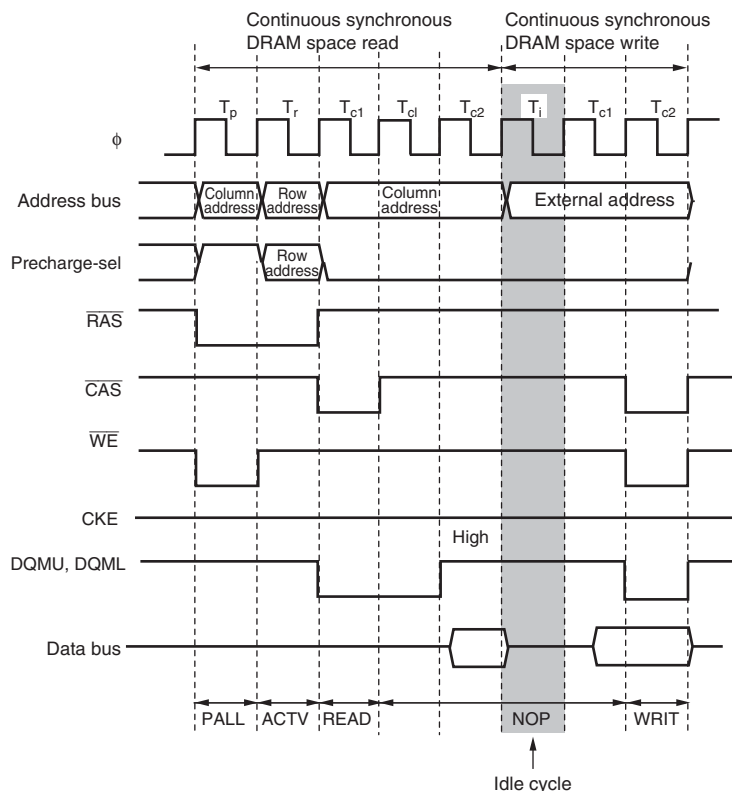 Continuous synchronous
DRAM space read
Continuous synchronous
DRAM space write
Tp Tr Tc1 Tcl Tc2 Ti Tc1 Tc2
ϕ
Address bus
Column
address
Row
address
Column
address
External address
Precharge-sel
Row
address
RAS
CAS
WE
CKE
High
DQMU, DQML
Data bus
PALL ACTV READ NOP WRIT
Idle cycle